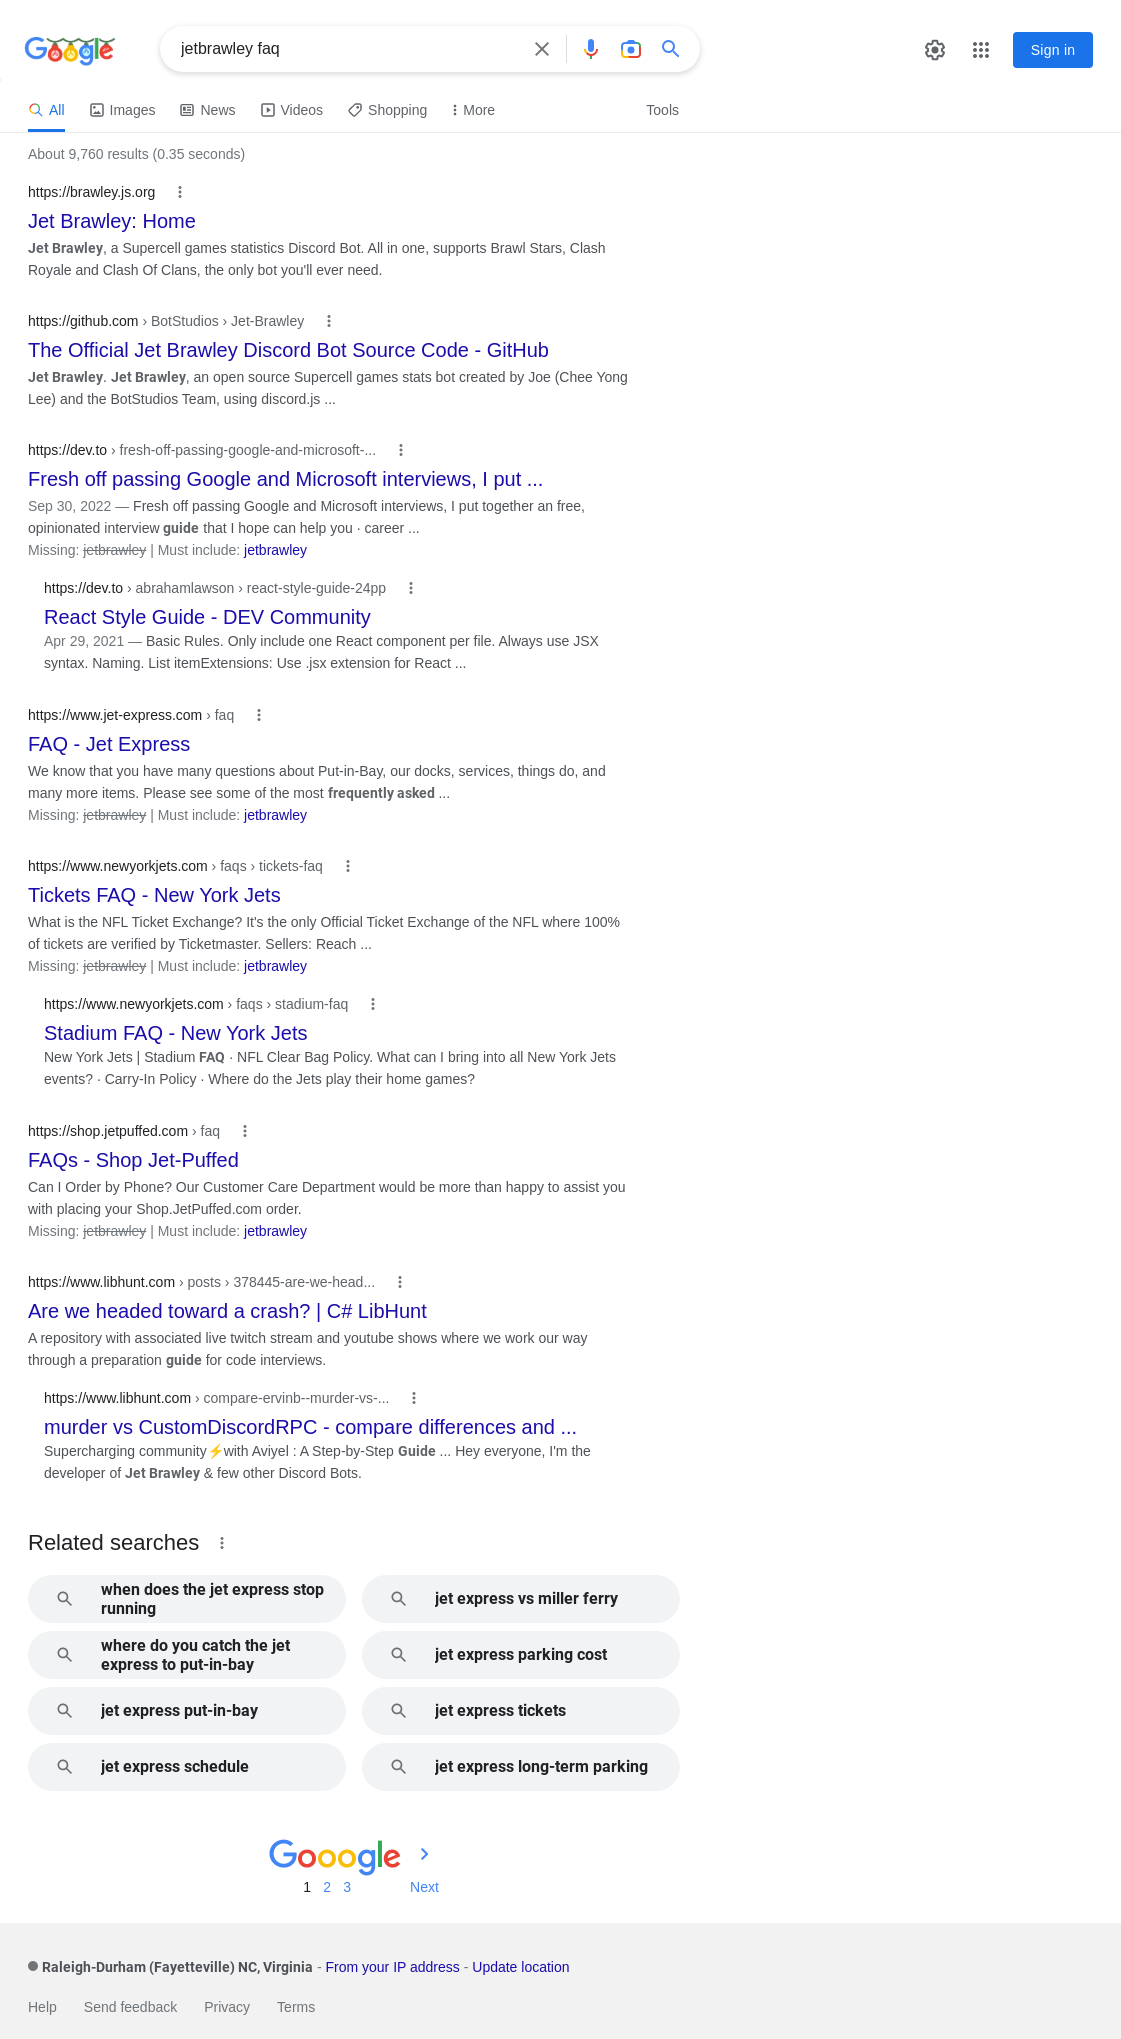 Google
jetbrawley faq
Sign in
All Images News Videos Shopping More Tools
About 9,760 results (0.35 seconds)
https://brawley.js.org
Jet Brawley: Home
Jet Brawley, a Supercell games statistics Discord Bot. All in one, supports Brawl Stars, Clash
Royale and Clash Of Clans, the only bot you'll ever need.
https://github.com › BotStudios › Jet-Brawley
The Official Jet Brawley Discord Bot Source Code - GitHub
Jet Brawley. Jet Brawley, an open source Supercell games stats bot created by Joe (Chee Yong
Lee) and the BotStudios Team, using discord.js ...
https://dev.to › fresh-off-passing-google-and-microsoft-...
Fresh off passing Google and Microsoft interviews, I put ...
Sep 30, 2022 — Fresh off passing Google and Microsoft interviews, I put together an free,
opinionated interview guide that I hope can help you · career ...
Missing: jetbrawley | Must include: jetbrawley
https://dev.to › abrahamlawson › react-style-guide-24pp
React Style Guide - DEV Community
Apr 29, 2021 — Basic Rules. Only include one React component per file. Always use JSX
syntax. Naming. List itemExtensions: Use .jsx extension for React ...
https://www.jet-express.com › faq
FAQ - Jet Express
We know that you have many questions about Put-in-Bay, our docks, services, things do, and
many more items. Please see some of the most frequently asked ...
Missing: jetbrawley | Must include: jetbrawley
https://www.newyorkjets.com › faqs › tickets-faq
Tickets FAQ - New York Jets
What is the NFL Ticket Exchange? It's the only Official Ticket Exchange of the NFL where 100%
of tickets are verified by Ticketmaster. Sellers: Reach ...
Missing: jetbrawley | Must include: jetbrawley
https://www.newyorkjets.com › faqs › stadium-faq
Stadium FAQ - New York Jets
New York Jets | Stadium FAQ · NFL Clear Bag Policy. What can I bring into all New York Jets
events? · Carry-In Policy · Where do the Jets play their home games?
https://shop.jetpuffed.com › faq
FAQs - Shop Jet-Puffed
Can I Order by Phone? Our Customer Care Department would be more than happy to assist you
with placing your Shop.JetPuffed.com order.
Missing: jetbrawley | Must include: jetbrawley
https://www.libhunt.com › posts › 378445-are-we-head...
Are we headed toward a crash? | C# LibHunt
A repository with associated live twitch stream and youtube shows where we work our way
through a preparation guide for code interviews.
https://www.libhunt.com › compare-ervinb--murder-vs-...
murder vs CustomDiscordRPC - compare differences and ...
Supercharging community⚡with Aviyel : A Step-by-Step Guide ... Hey everyone, I'm the
developer of Jet Brawley & few other Discord Bots.
Related searches
when does the jet express stop
running
jet express vs miller ferry
where do you catch the jet
express to put-in-bay
jet express parking cost
jet express put-in-bay
jet express tickets
jet express schedule
jet express long-term parking
Gooogle
1 2 3 Next
Raleigh-Durham (Fayetteville) NC, Virginia - From your IP address - Update location
Help Send feedback Privacy Terms